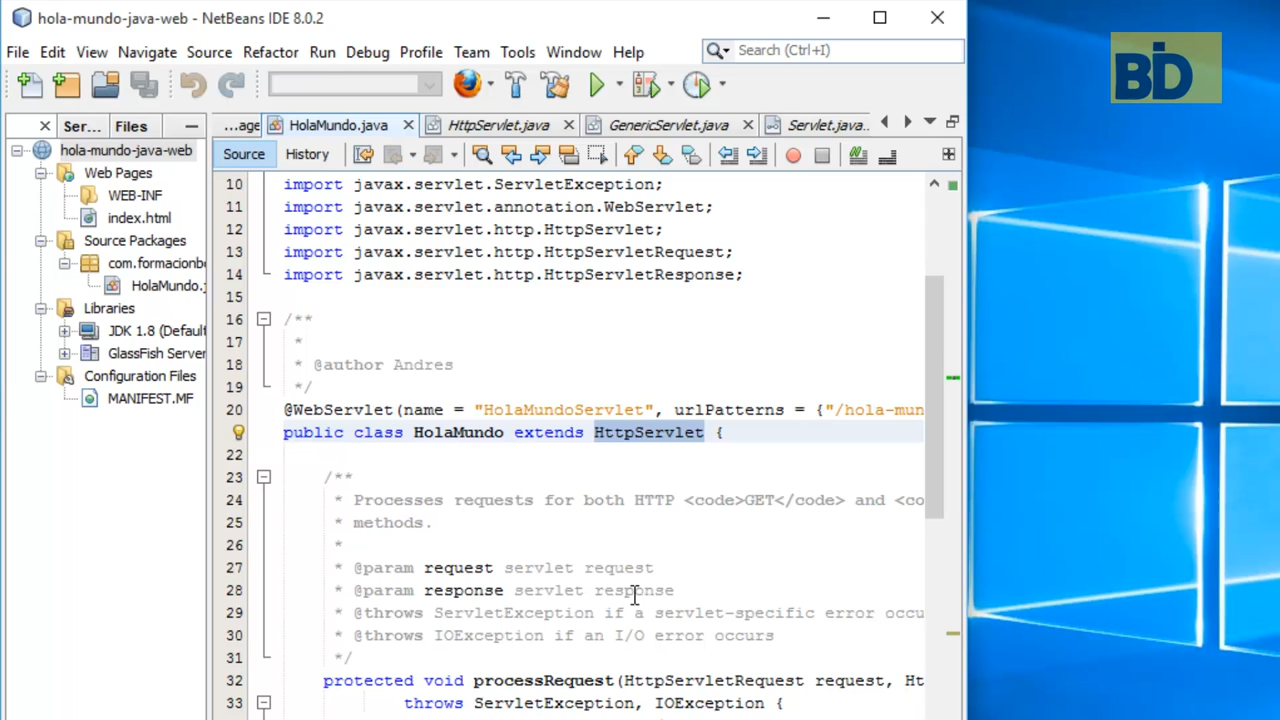 hola-mundo-java-web - NetBeans IDE 8.0.2
File Edit View Navigate Source Refactor Run Debug Profile Team Tools Window Help
Search (Ctrl+I)
BID
Ser... Files
...age HolaMundo.java HttpServlet.java GenericServlet.java Servlet.java..
Source History
hola-mundo-java-web
Web Pages
WEB-INF
index.html
Source Packages
com.formacionb
HolaMundo.j
Libraries
JDK 1.8 (Default
GlassFish Server
Configuration Files
MANIFEST.MF
10 import javax.servlet.ServletException;
11 import javax.servlet.annotation.WebServlet;
12 import javax.servlet.http.HttpServlet;
13 import javax.servlet.http.HttpServletRequest;
14 import javax.servlet.http.HttpServletResponse;
15
16 /**
17 *
18 * @author Andres
19 */
20 @WebServlet(name = "HolaMundoServlet", urlPatterns = {"/hola-mun
public class HolaMundo extends HttpServlet {
22
23 /**
24 * Processes requests for both HTTP <code>GET</code> and <co
25 * methods.
26 *
27 * @param request servlet request
28 * @param response servlet response
29 * @throws ServletException if a servlet-specific error occu
30 * @throws IOException if an I/O error occurs
31 */
32 protected void processRequest(HttpServletRequest request, Ht
33 throws ServletException, IOException {